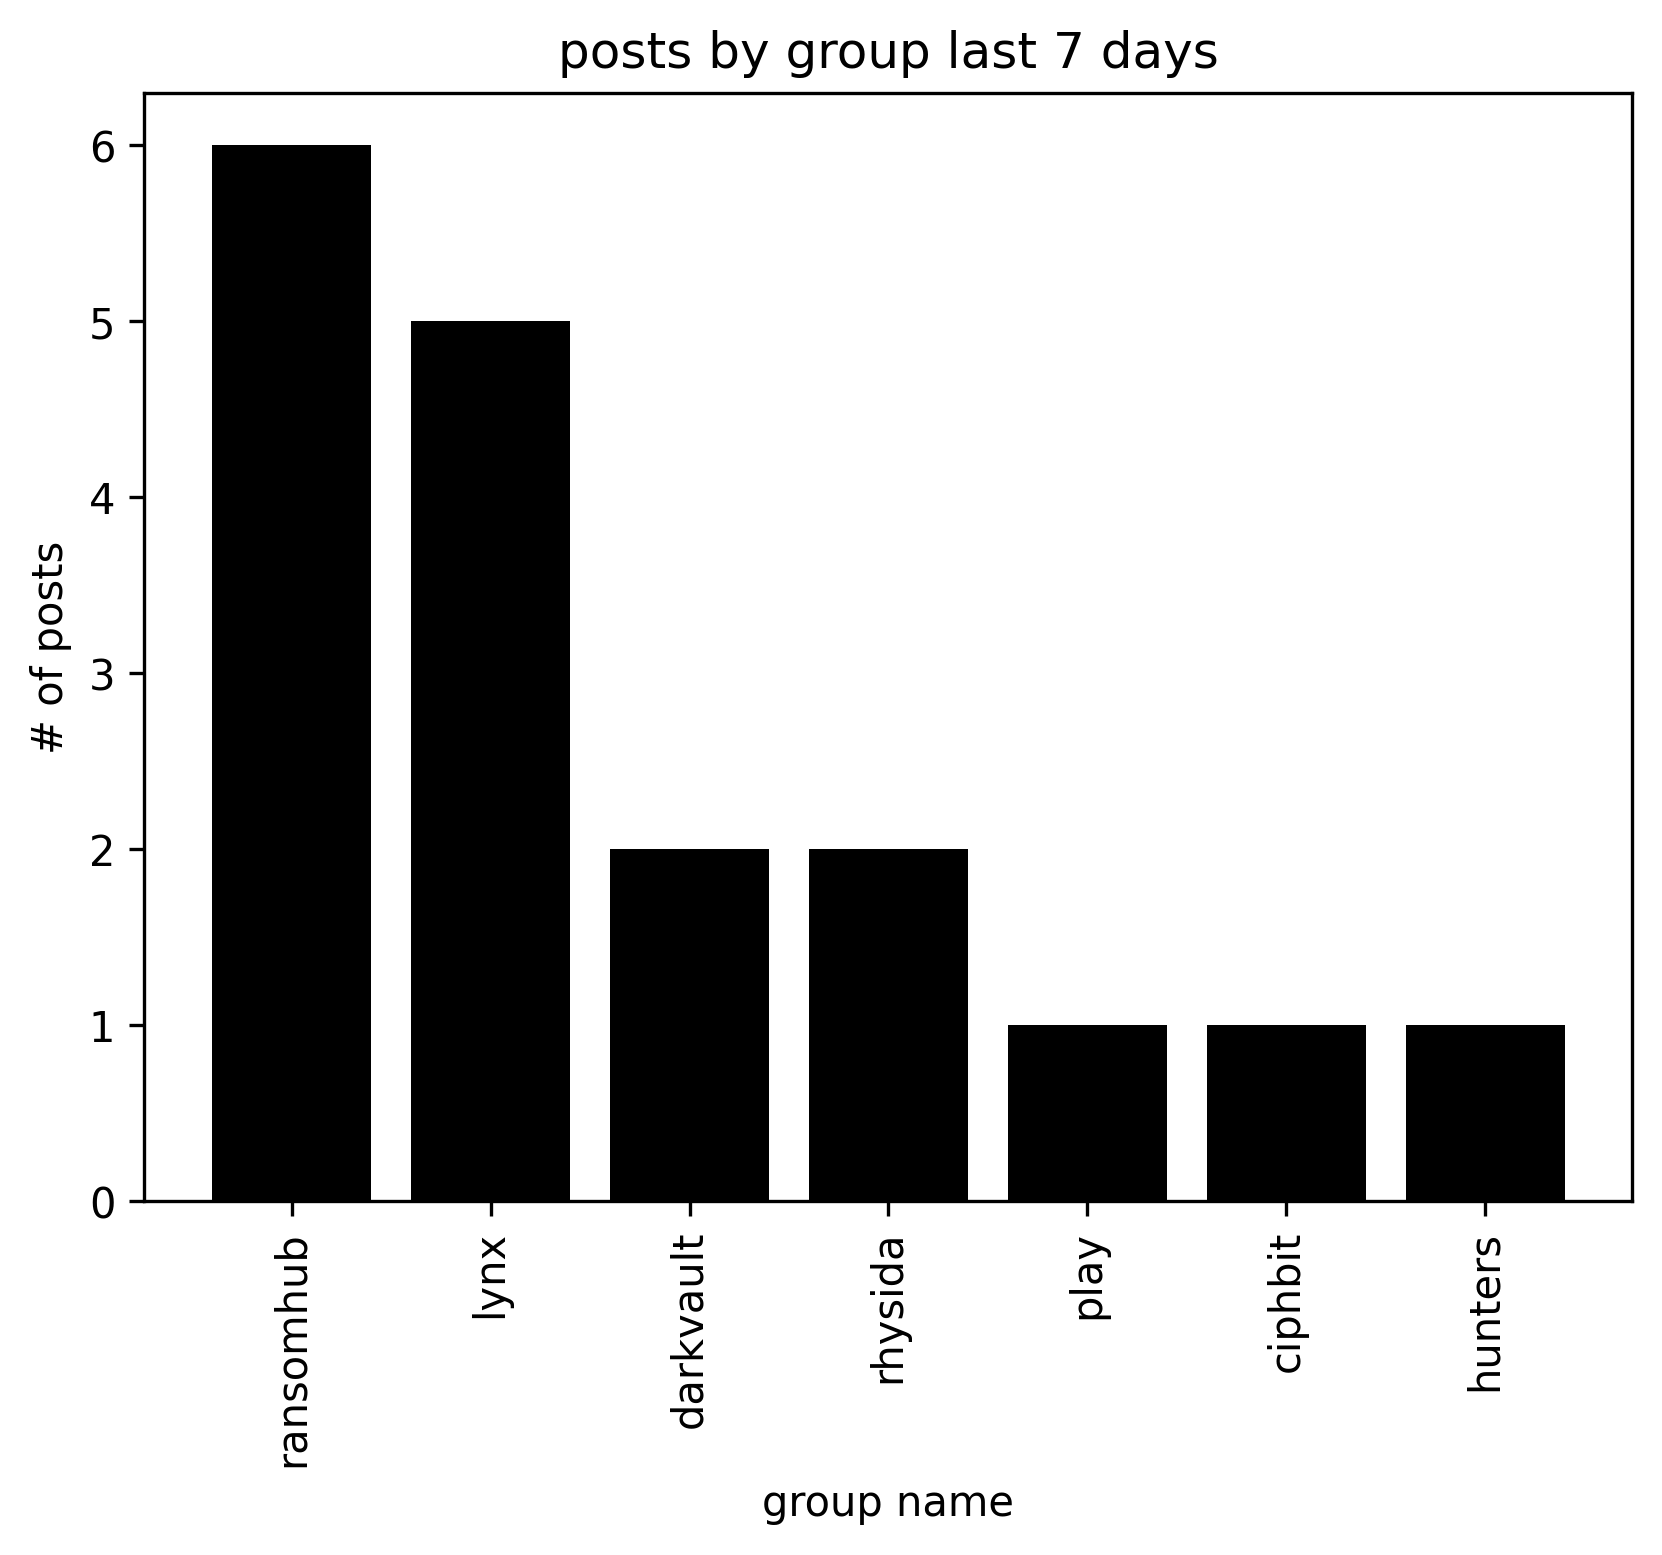 posts by group last 7 days
6
5
4
3
2
1
0
# of posts
ransomhub
lynx
darkvault
rhysida
play
ciphbit
hunters
group name